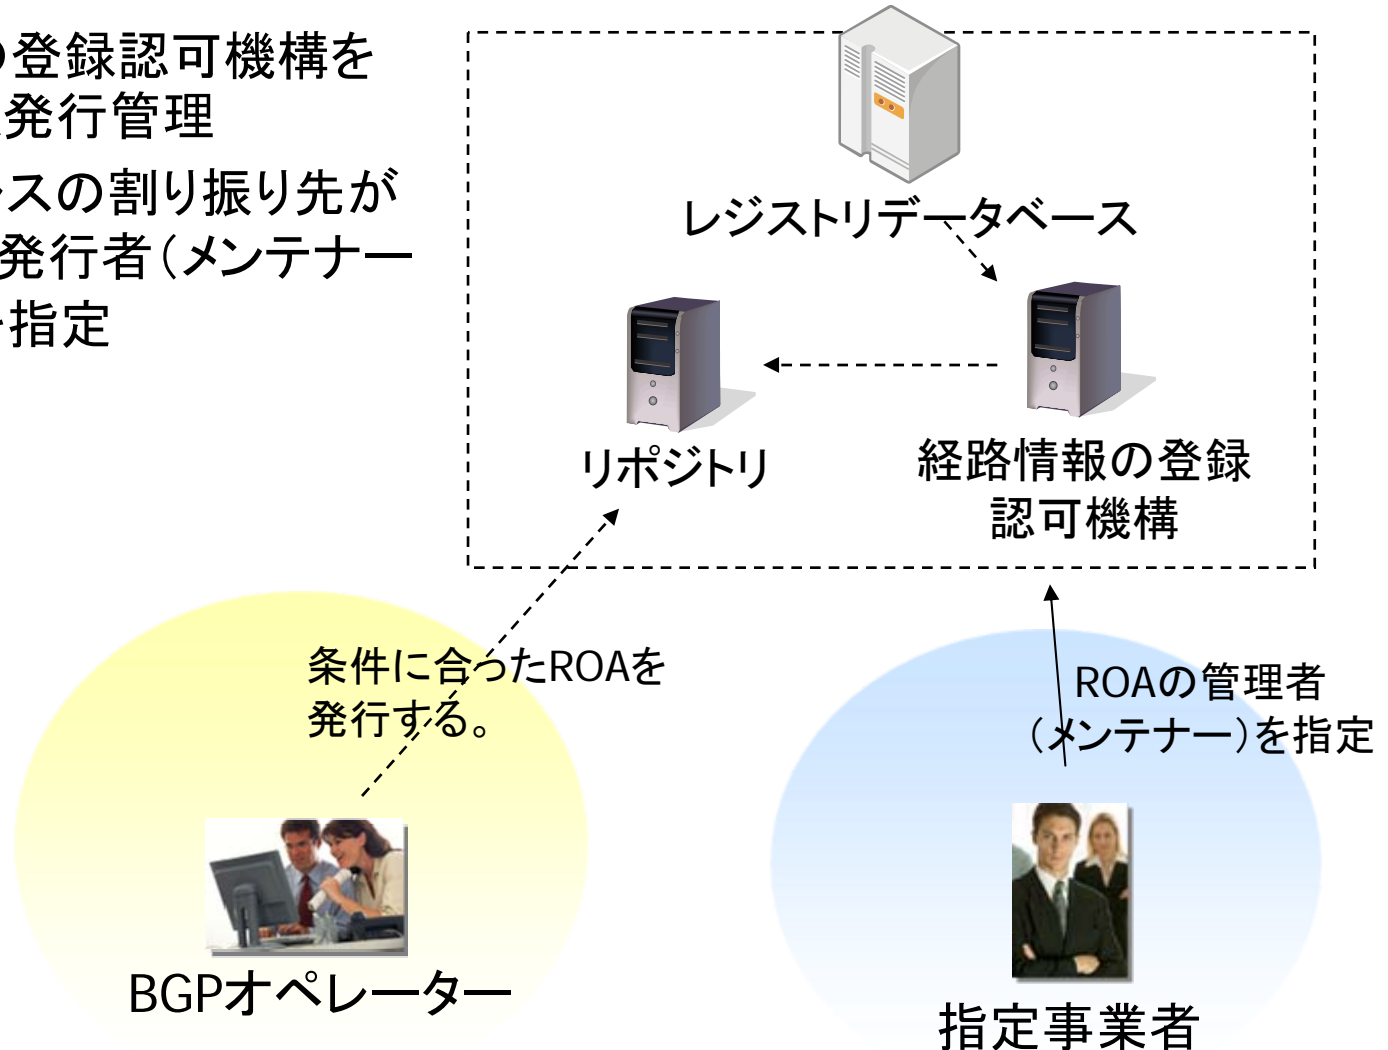 の登録認可機構を
発行管理
レスの割り振り先が
発行者（メンテナー
を指定
レジストリデータベース
リポジトリ
経路情報の登録
認可機構
条件に合ったROAを
発行する。
ROAの管理者
（メンテナー）を指定
BGPオペレーター
指定事業者